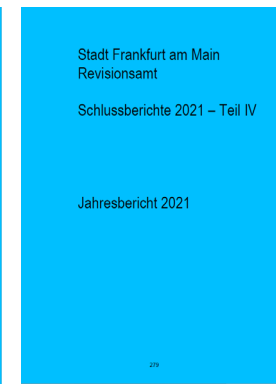 Stadt Frankfurt am Main
Revisionsamt
Schlussberichte 2021 – Teil IV
Jahresbericht 2021
279